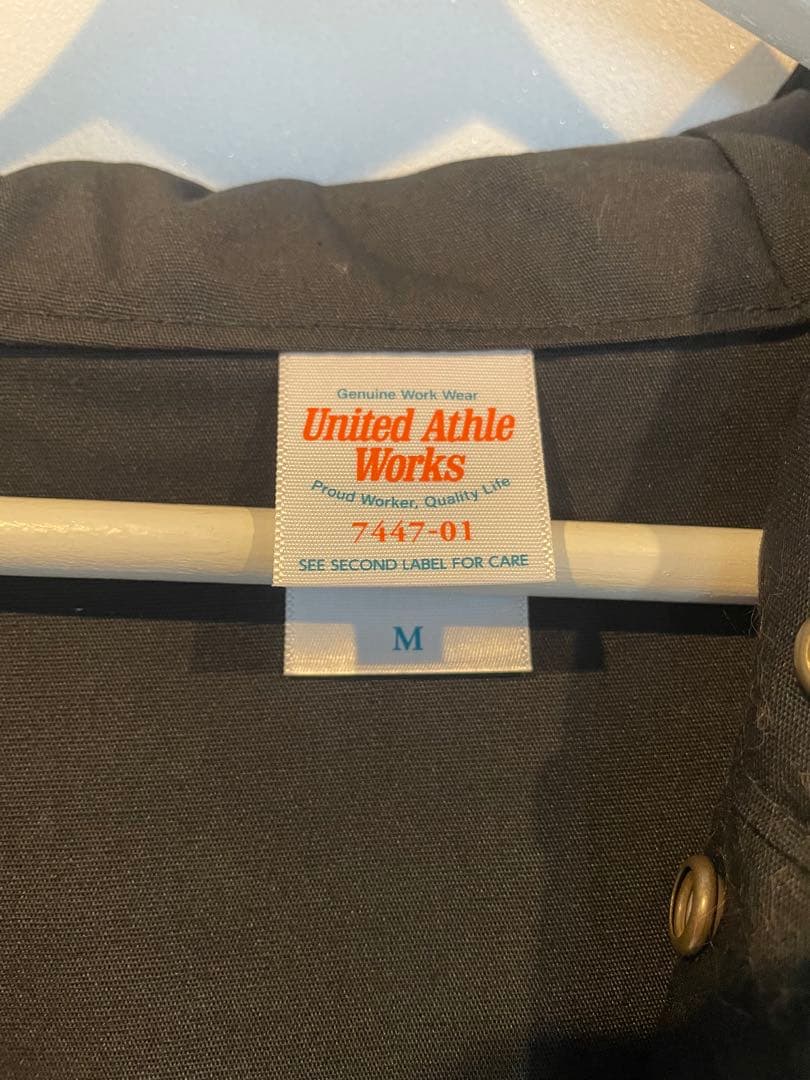 Genuine Work Wear
United Athle
Works
Proud Worker, Quality Life
7447-01
SEE SECOND LABEL FOR CARE
M